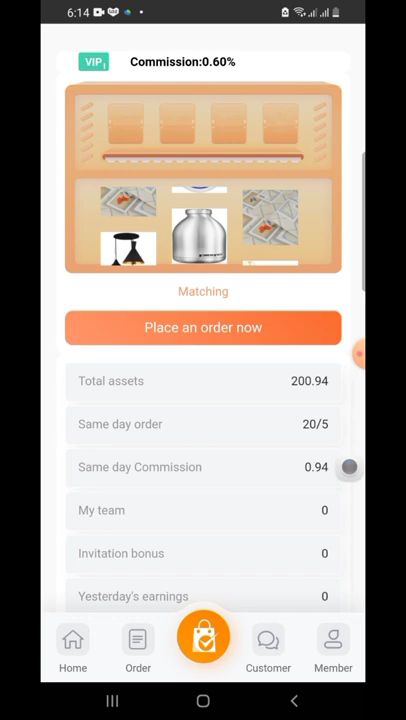 6:14
VIP1
Commission:0.60%
Matching
Place an order now
Total assets 200.94
Same day order 20/5
Same day Commission 0.94
My team 0
Invitation bonus 0
Yesterday's earnings 0
Home Order Customer Member